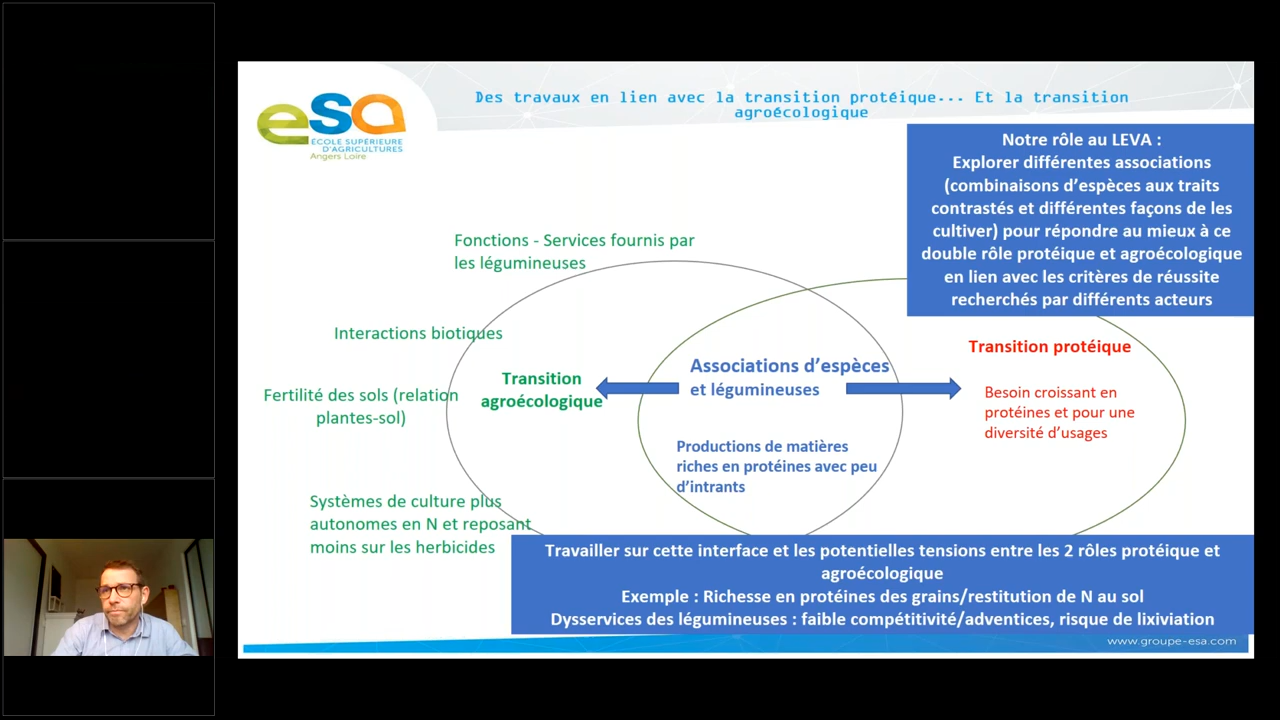 esa
ÉCOLE SUPÉRIEURE
D'AGRICULTURES
Angers Loire
Des travaux en lien avec la transition protéique... Et la transition
agroécologique
Notre rôle au LEVA :
Explorer différentes associations
(combinaisons d'espèces aux traits
contrastés et différentes façons de les
cultiver) pour répondre au mieux à ce
double rôle protéique et agroécologique
en lien avec les critères de réussite
recherchés par différents acteurs
Fonctions - Services fournis par
les légumineuses
Interactions biotiques
Fertilité des sols (relation
plantes-sol)
Systèmes de culture plus
autonomes en N et reposant
moins sur les herbicides
Transition
agroécologique
Associations d'espèces
et légumineuses
Productions de matières
riches en protéines avec peu
d'intrants
Transition protéique
Besoin croissant en
protéines et pour une
diversité d'usages
Travailler sur cette interface et les potentielles tensions entre les 2 rôles protéique et
agroécologique
Exemple : Richesse en protéines des grains/restitution de N au sol
Dysservices des légumineuses : faible compétitivité/adventices, risque de lixiviation
www.groupe-esa.com